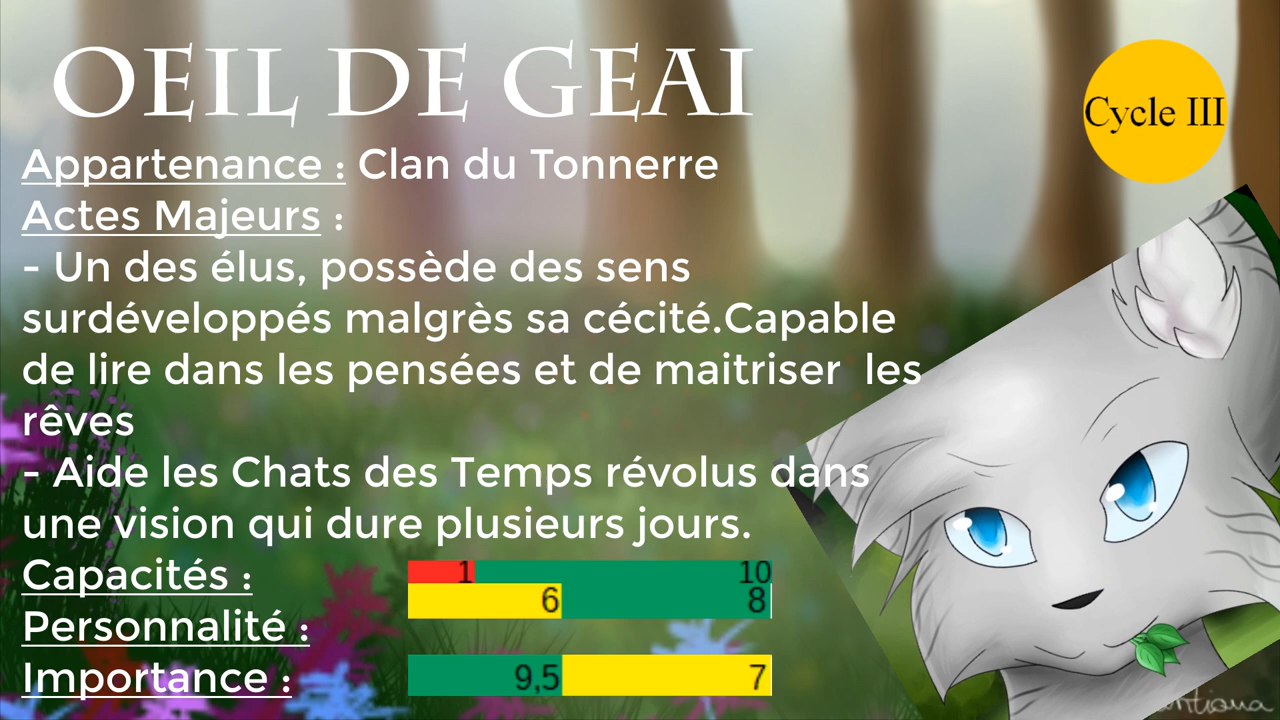 OEIL DE GEAI
Cycle III
Appartenance : Clan du Tonnerre
Actes Majeurs :
- Un des élus, possède des sens
surdéveloppés malgrès sa cécité.Capable
de lire dans les pensées et de maitriser  les
rêves
- Aide les Chats des Temps révolus dans
une vision qui dure plusieurs jours.
Capacités : 1 10
6 8
Personnalité :
Importance : 9,5 7